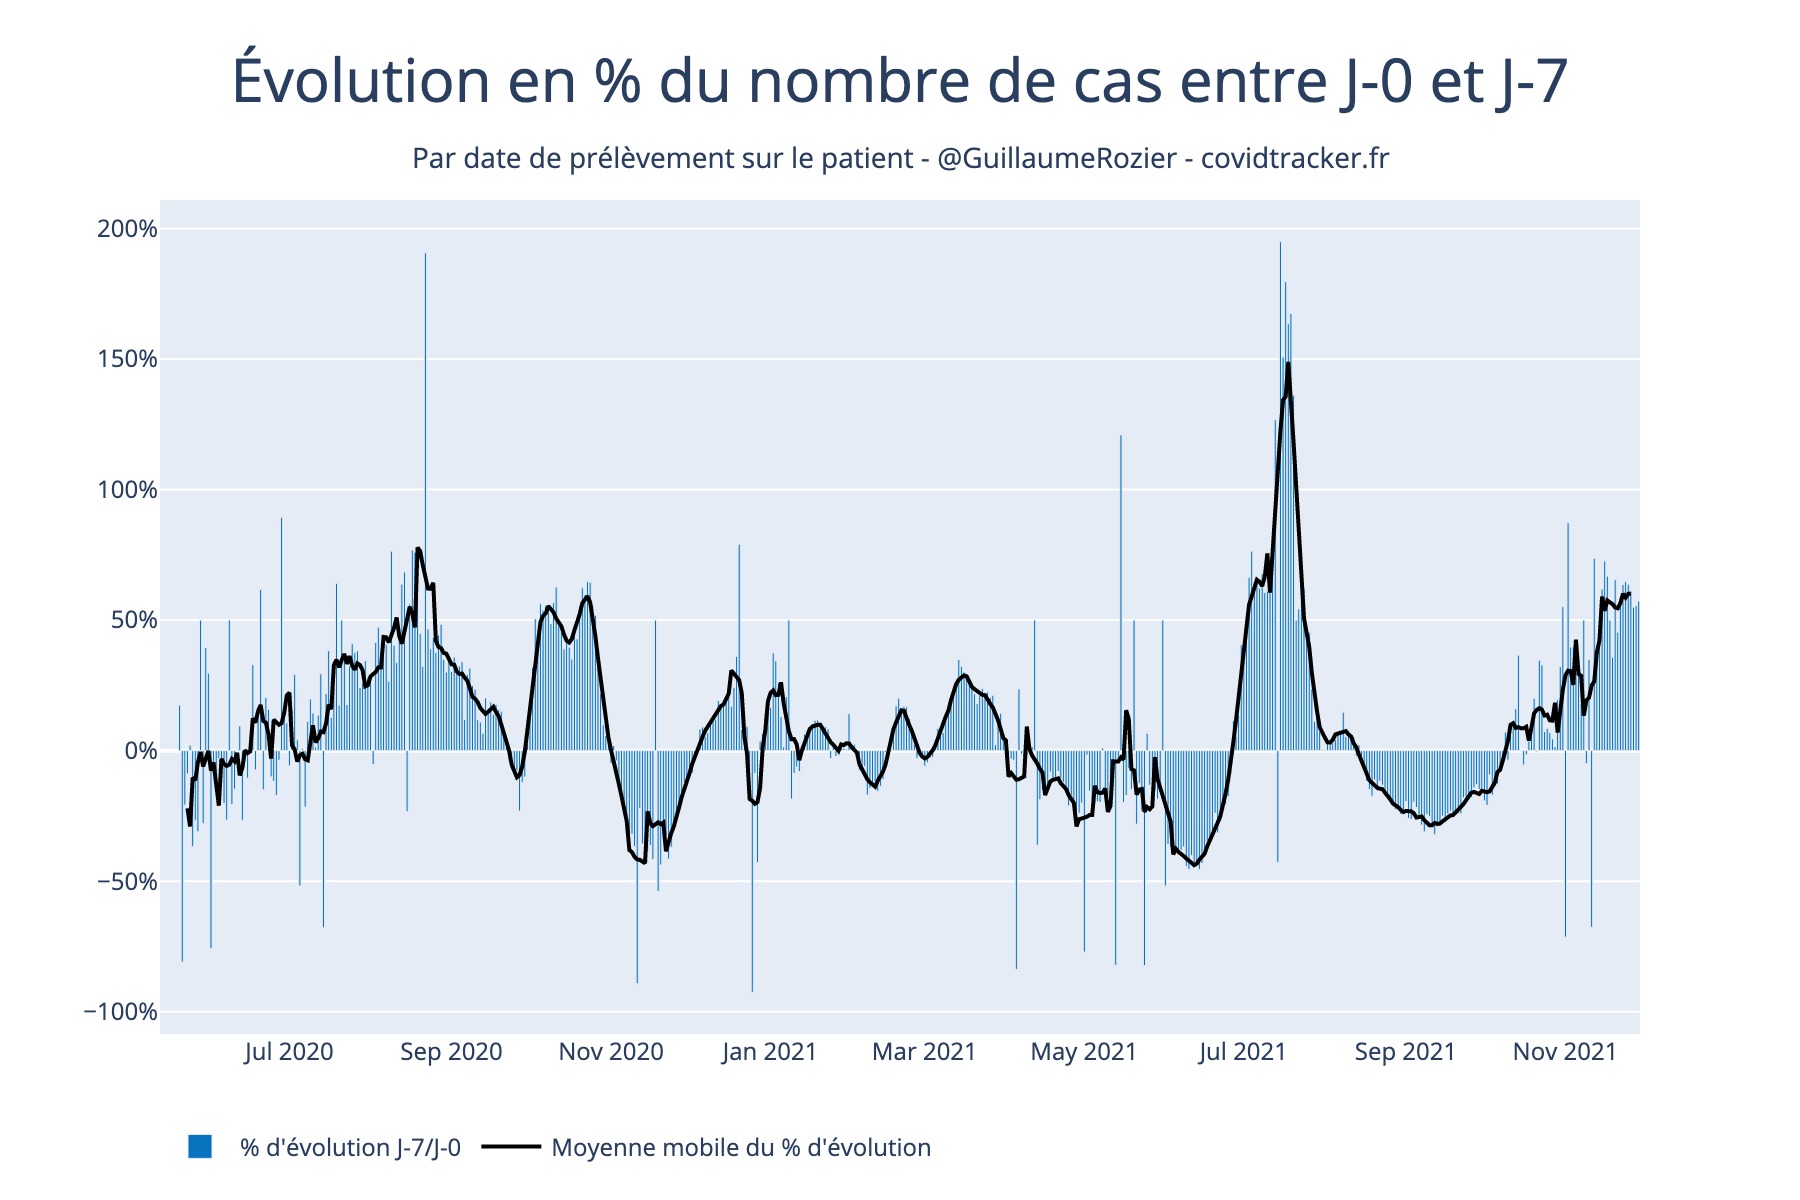 Évolution en % du nombre de cas entre J-0 et J-7
Par date de prélèvement sur le patient - @GuillaumeRozier - covidtracker.fr
200%
150%
100%
50%
0%
−50%
−100%
Jul 2020
Sep 2020
Nov 2020
Jan 2021
Mar 2021
May 2021
Jul 2021
Sep 2021
Nov 2021
% d'évolution J-7/J-0
Moyenne mobile du % d'évolution